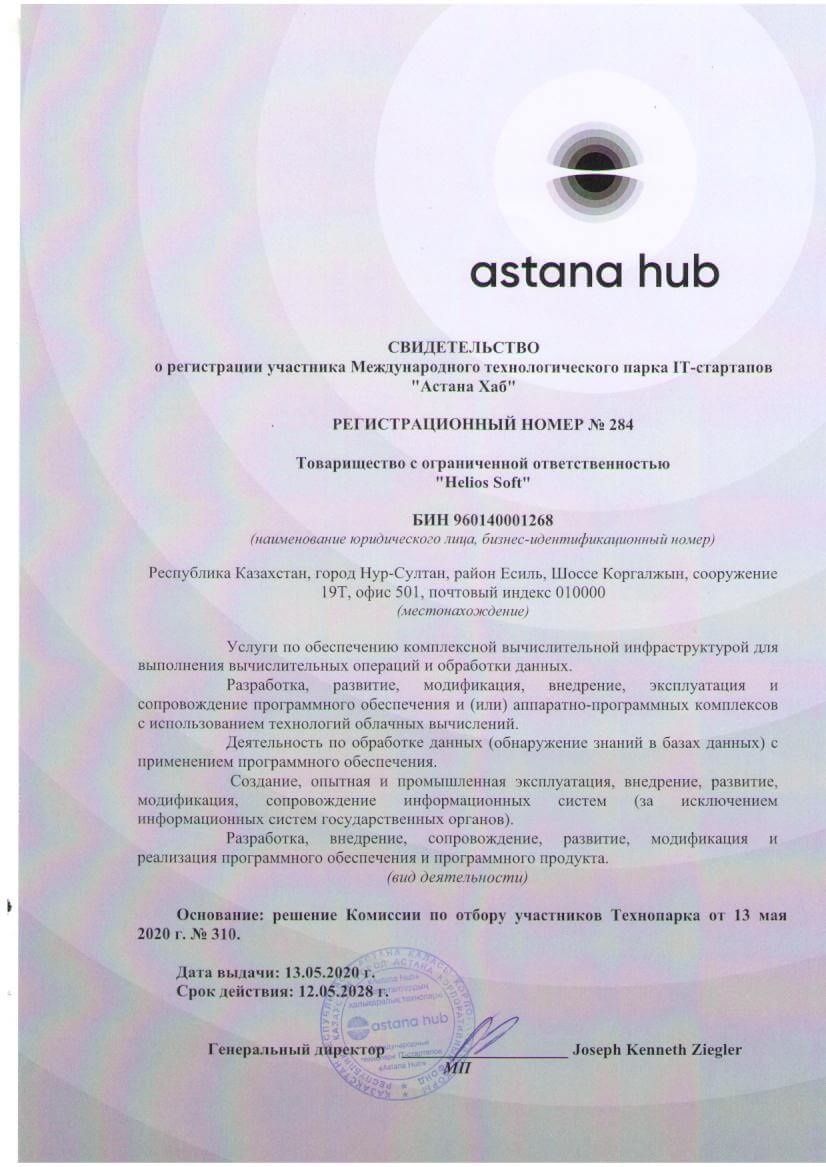 astana hub
СВИДЕТЕЛЬСТВО
о регистрации участника Международного технологического парка IT-стартапов
"Астана Хаб"
РЕГИСТРАЦИОННЫЙ НОМЕР № 284
Товарищество с ограниченной ответственностью
"Helios Soft"
БИН 960140001268
(наименование юридического лица, бизнес-идентификационный номер)
Республика Казахстан, город Нур-Султан, район Есиль, Шоссе Коргалжын, сооружение
19Т, офис 501, почтовый индекс 010000
(местонахождение)
Услуги по обеспечению комплексной вычислительной инфраструктурой для
выполнения вычислительных операций и обработки данных.
Разработка, развитие, модификация, внедрение, эксплуатация и
сопровождение программного обеспечения и (или) аппаратно-программных комплексов
с использованием технологий облачных вычислений.
Деятельность по обработке данных (обнаружение знаний в базах данных) с
применением программного обеспечения.
Создание, опытная и промышленная эксплуатация, внедрение, развитие,
модификация, сопровождение информационных систем (за исключением
информационных систем государственных органов).
Разработка, внедрение, сопровождение, развитие, модификация и
реализация программного обеспечения и программного продукта.
(вид деятельности)
Основание: решение Комиссии по отбору участников Технопарка от 13 мая
2020 г. № 310.
Дата выдачи: 13.05.2020 г.
Срок действия: 12.05.2028 г.
astana hub
«Astana Hub»
Генеральный директор Joseph Kenneth Ziegler
МП